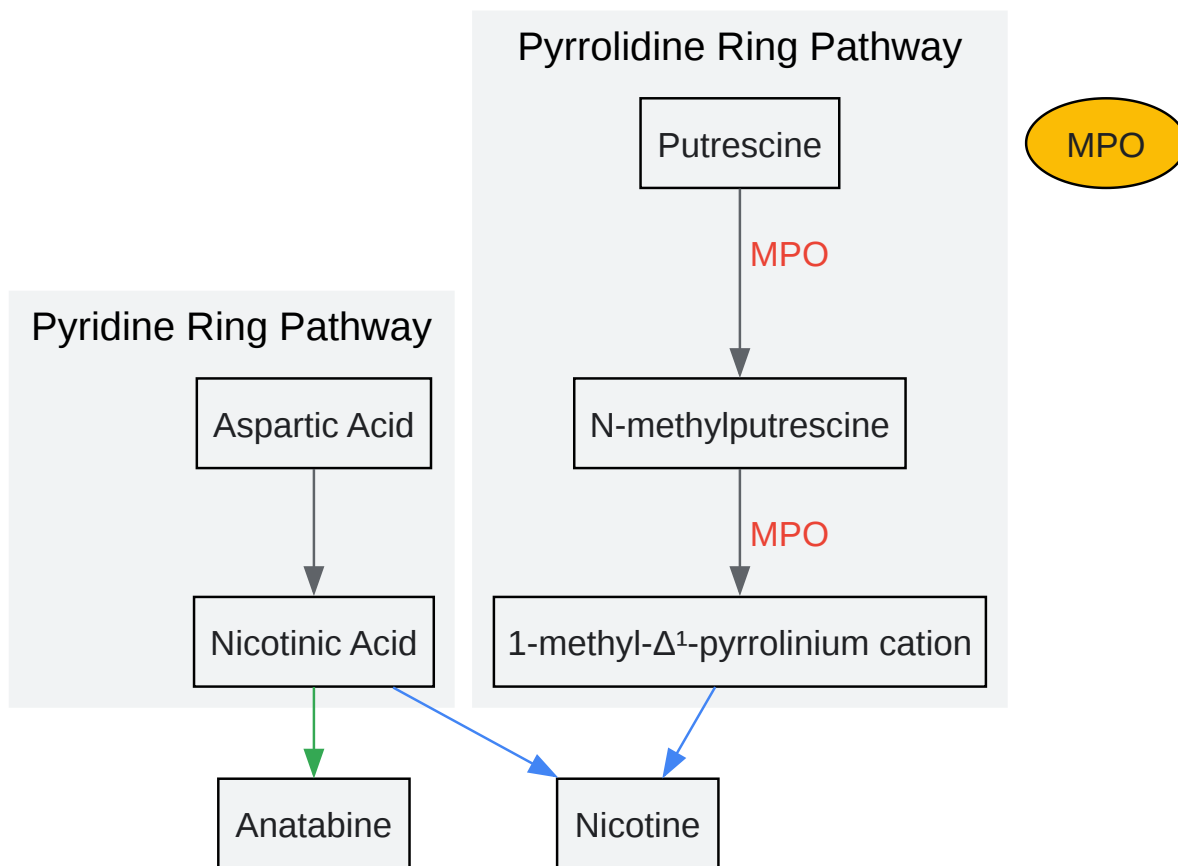 Pyrrolidine Ring Pathway
Putrescine
MPO
MPO
Pyridine Ring Pathway
Aspartic Acid
N-methylputrescine
MPO
Nicotinic Acid
1-methyl-Δ¹-pyrrolinium cation
Anatabine
Nicotine